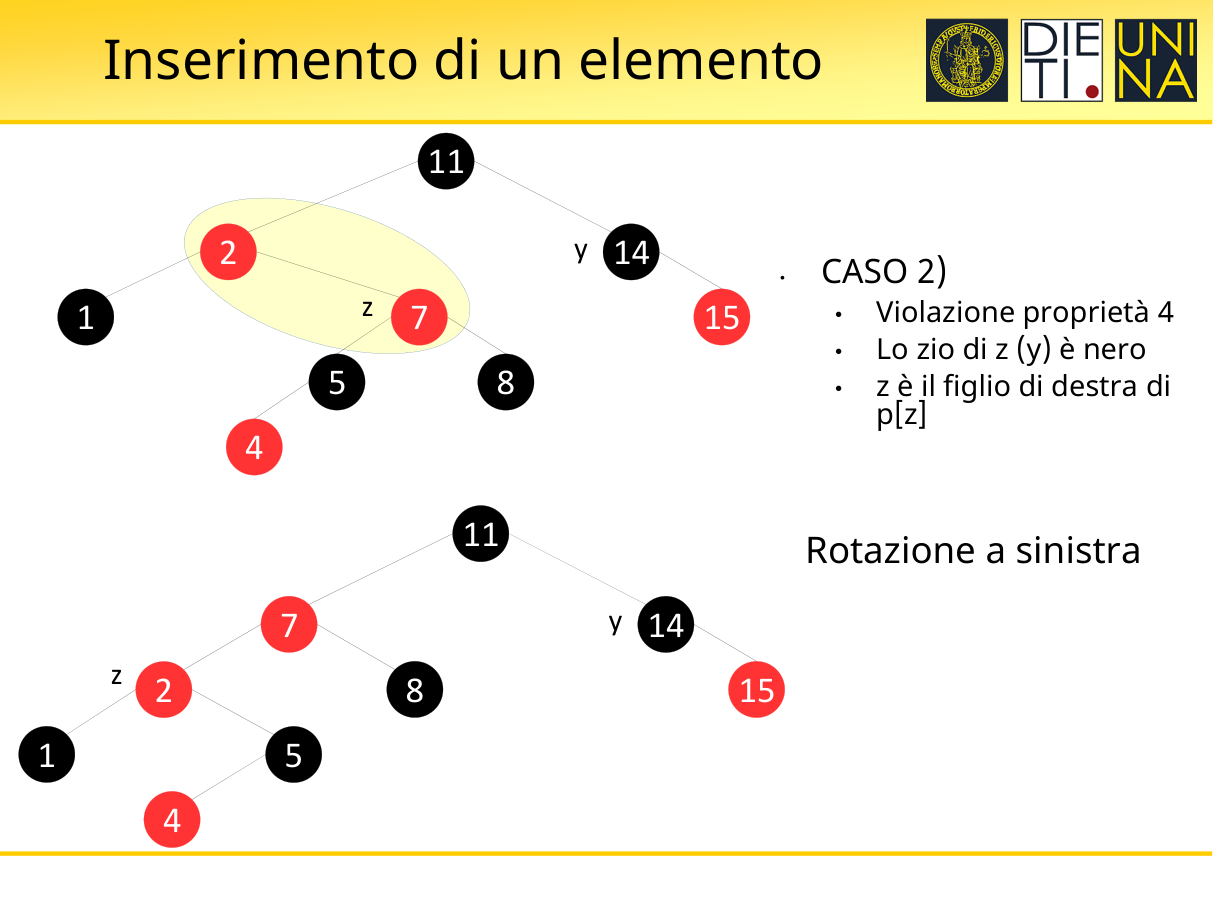 Inserimento di un elemento
DIE
TI.
UNI
NA
11
2
y
14
1
z
7
15
5
8
4
• CASO 2)
• Violazione proprietà 4
• Lo zio di z (y) è nero
• z è il figlio di destra di
p[z]
11
Rotazione a sinistra
7
y
14
z
2
8
15
1
5
4